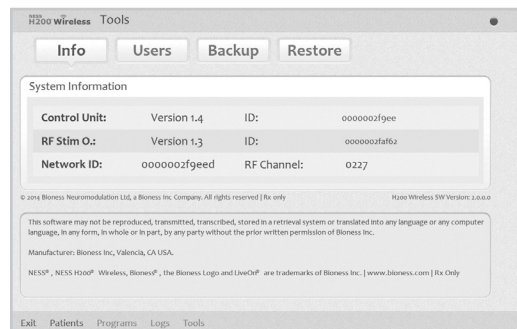 NESS H200® Wireless Tools
Info Users Backup Restore
System Information
Control Unit: Version 1.4 ID: 0000002f9ee
RF Stim O.: Version 1.3 ID: 0000002faf62
Network ID: 0000002f9eed RF Channel: 0227
© 2014 Bioness Neuromodulation Ltd, a Bioness Inc Company. All rights reserved | Rx only H200 Wireless SW Version: 2.0.0.0
This software may not be reproduced, transmitted, transcribed, stored in a retrieval system or translated into any language or any computer
language, in any form, in whole or in part, by any party without the prior written permission of Bioness Inc.
Manufacturer: Bioness Inc, Valencia, CA USA.
NESS®, NESS H200® Wireless, Bioness®, the Bioness Logo and LiveOn® are trademarks of Bioness Inc. | www.bioness.com | Rx Only
Exit Patients Programs Logs Tools